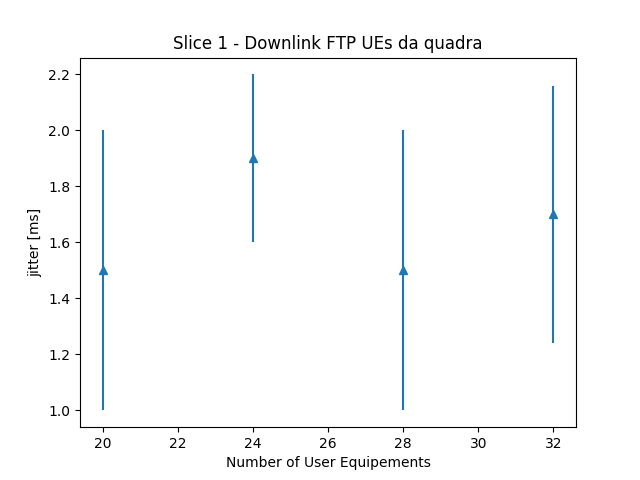 Slice 1 - Downlink FTP UEs da quadra
2.2
2.0
1.8
1.6
1.4
1.2
1.0
jitter [ms]
20 22 24 26 28 30 32
Number of User Equipements